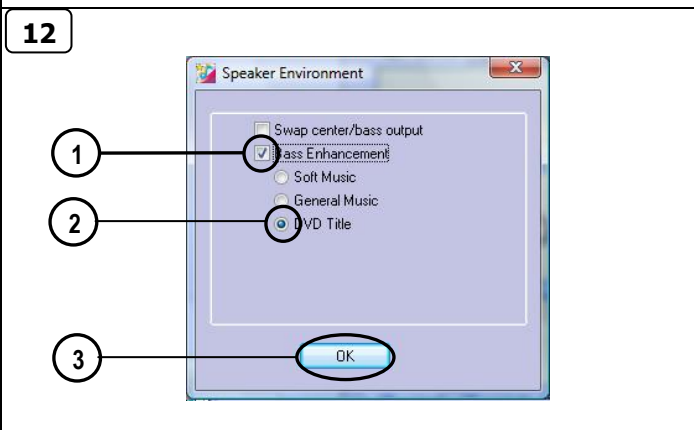 12
Speaker Environment
Swap center/bass output
1
Bass Enhancement
Soft Music
General Music
2
DVD Title
3
OK